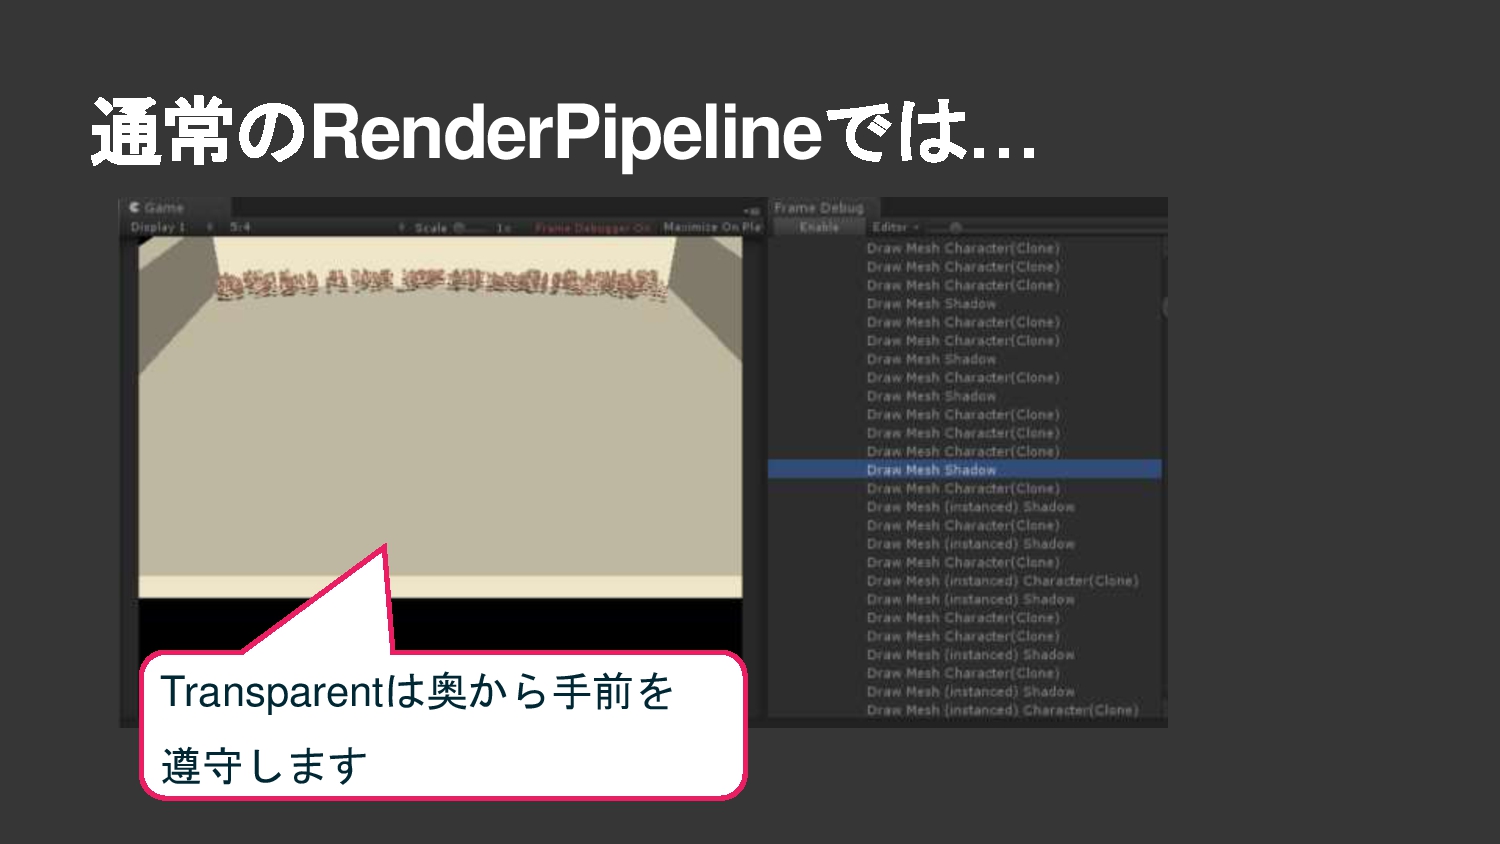 通常のRenderPipelineでは…
Game
Display 1 5:4 Scale 1x Frame Debugger On Maximize On Pla
Frame Debug
Enable Editor
Draw Mesh Character(Clone)
Draw Mesh Character(Clone)
Draw Mesh Character(Clone)
Draw Mesh Shadow
Draw Mesh Character(Clone)
Draw Mesh Character(Clone)
Draw Mesh Shadow
Draw Mesh Character(Clone)
Draw Mesh Shadow
Draw Mesh Character(Clone)
Draw Mesh Character(Clone)
Draw Mesh Character(Clone)
Draw Mesh Shadow
Draw Mesh Character(Clone)
Draw Mesh (instanced) Shadow
Draw Mesh Character(Clone)
Draw Mesh (instanced) Shadow
Draw Mesh Character(Clone)
Draw Mesh (instanced) Character(Clone)
Draw Mesh (instanced) Shadow
Draw Mesh Character(Clone)
Draw Mesh Character(Clone)
Draw Mesh (instanced) Shadow
Draw Mesh Character(Clone)
Draw Mesh (instanced) Shadow
Draw Mesh (instanced) Character(Clone)
Transparentは奥から手前を
遵守します